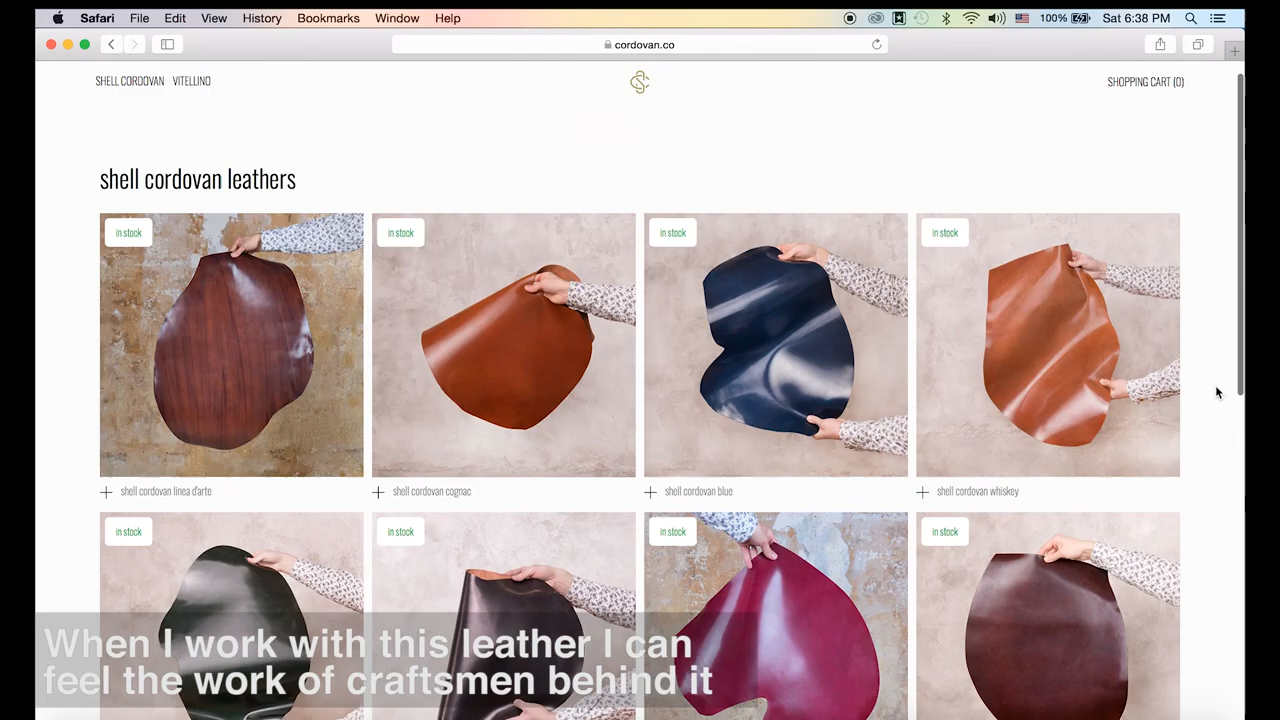 Safari File Edit View History Bookmarks Window Help 100% Sat 6:38 PM
cordovan.co
SHELL CORDOVAN VITELLINO SHOPPING CART (0)
shell cordovan leathers
in stock in stock in stock in stock
shell cordovan linea d'arte shell cordovan cognac shell cordovan blue shell cordovan whiskey
in stock in stock in stock in stock
When I work with this leather I can
feel the work of craftsmen behind it